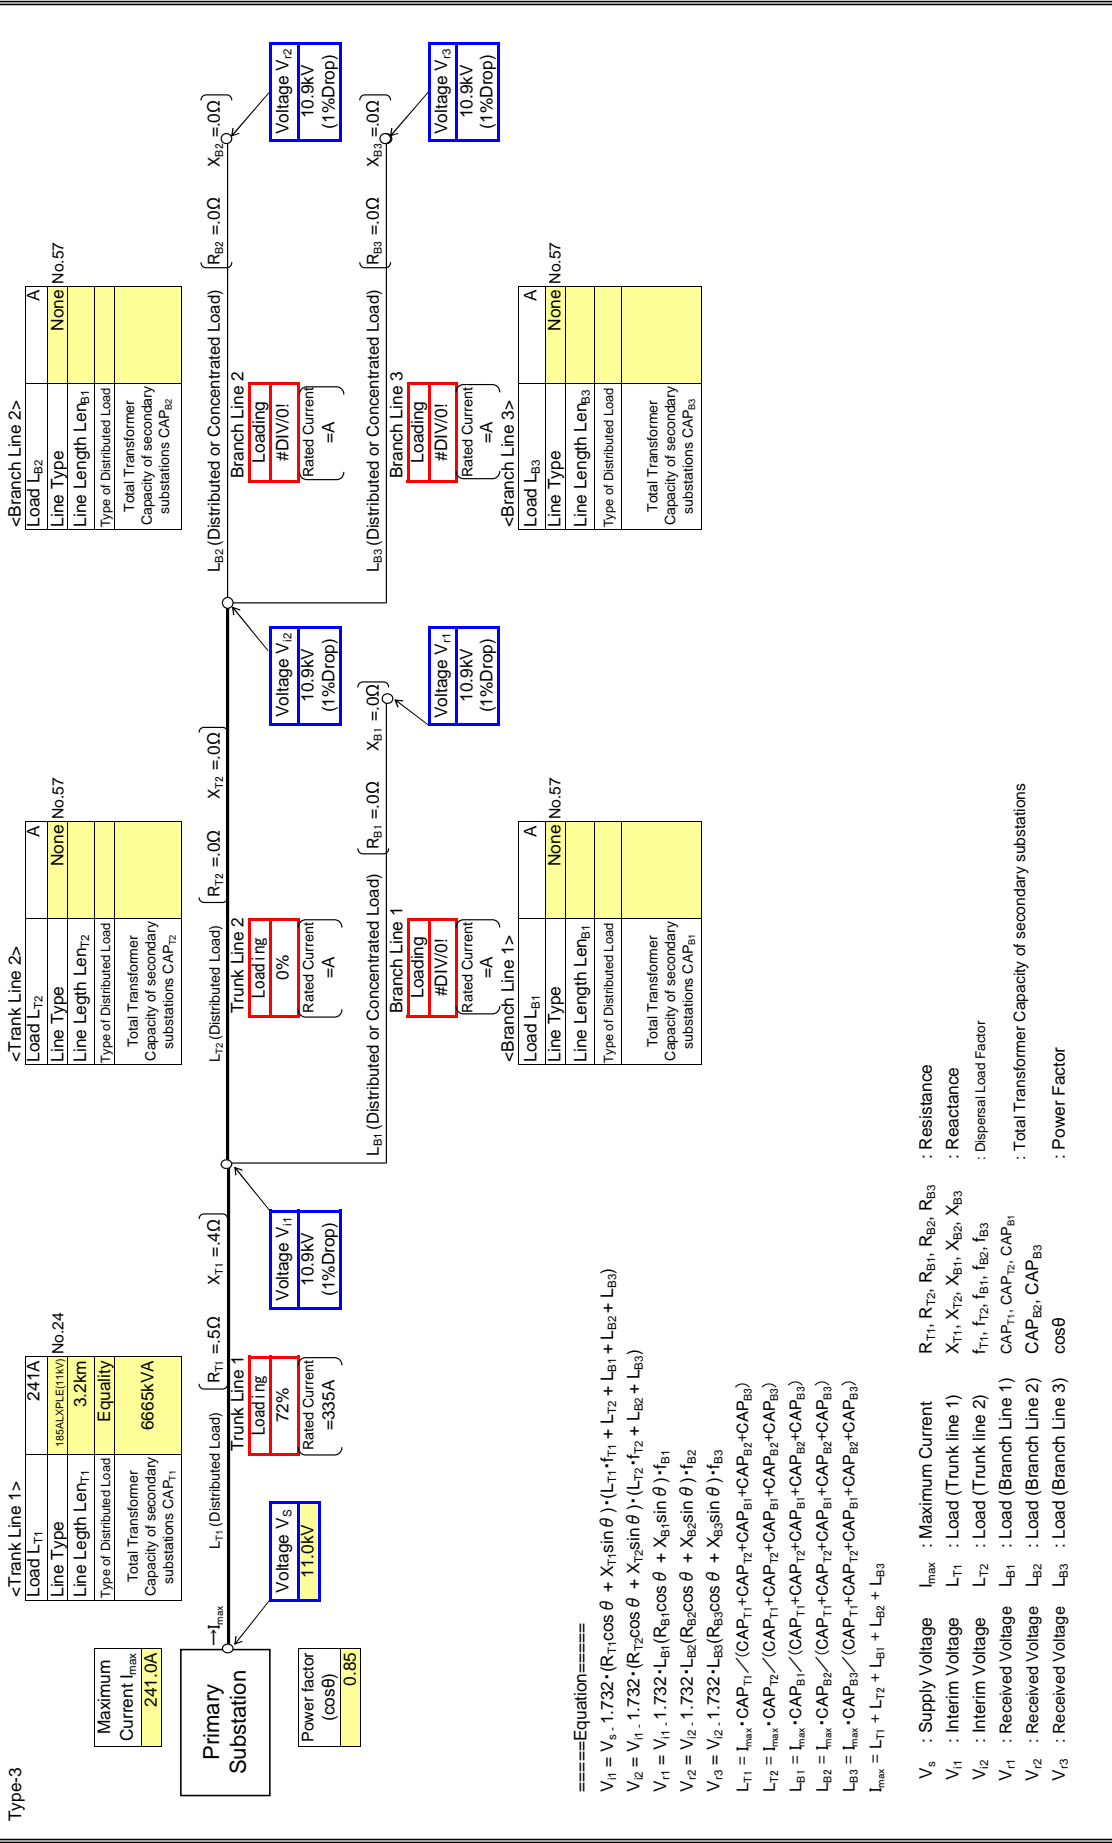 Type-3
Maximum
Current Imax
241.0A
Primary
Substation
Power factor
(cosθ)
0.85
→Imax
Voltage VS
11.0kV
<Trank Line 1>
Load LT1 241A
Line Type 185ALXPLE(11kV) No.24
Line Legth LenT1 3.2km
Type of Distributed Load Equality
Total Transformer
Capacity of secondary
substations CAPT1
6665kVA
LT1 (Distributed Load)
RT1 =.5Ω XT1 =.4Ω
Trunk Line 1
Loading
72%
Rated Current
=335A
Voltage Vi1
10.9kV
(1%Drop)
<Trank Line 2>
Load LT2 A
Line Type None No.57
Line Length LenT2
Type of Distributed Load
Total Transformer
Capacity of secondary
substations CAPT2
LT2 (Distributed Load)
RT2 =.0Ω XT2 =.0Ω
Trunk Line 2
Loading
0%
Rated Current
=A
Voltage Vi2
10.9kV
(1%Drop)
LB1 (Distributed or Concentrated Load)
RB1 =.0Ω XB1 =.0Ω
Branch Line 1
Loading
#DIV/0!
Rated Current
=A
Voltage Vr1
10.9kV
(1%Drop)
<Branch Line 1>
Load LB1 A
Line Type None No.57
Line Length LenB1
Type of Distributed Load
Total Transformer
Capacity of secondary
substations CAPB1
<Branch Line 2>
Load LB2 A
Line Type None No.57
Line Length LenB1
Type of Distributed Load
Total Transformer
Capacity of secondary
substations CAPB2
LB2 (Distributed or Concentrated Load)
RB2 =.0Ω XB2 =.0Ω
Branch Line 2
Loading
#DIV/0!
Rated Current
=A
Voltage Vr2
10.9kV
(1%Drop)
LB3 (Distributed or Concentrated Load)
RB3 =.0Ω XB3 =.0Ω
Branch Line 3
Loading
#DIV/0!
Rated Current
=A
Voltage Vr3
10.9kV
(1%Drop)
<Branch Line 3>
Load LB3 A
Line Type None No.57
Line Length LenB3
Type of Distributed Load
Total Transformer
Capacity of secondary
substations CAPB3
=====Equation=====
Vi1 = Vs - 1.732・(RT1cos θ + XT1sin θ)・(LT1・fT1 + LT2 + LB1 + LB2 + LB3)
Vi2 = Vi1 - 1.732・(RT2cos θ + XT2sin θ)・(LT2・fT2 + LB2 + LB3)
Vr1 = Vi1 - 1.732・LB1(RB1cos θ + XB1sin θ)・fB1
Vr2 = Vi2 - 1.732・LB2(RB2cos θ + XB2sin θ)・fB2
Vr3 = Vi2 - 1.732・LB3(RB3cos θ + XB3sin θ)・fB3
LT1 = Imax・CAPT1／(CAPT1+CAPT2+CAPB1+CAPB2+CAPB3)
LT2 = Imax・CAPT2／(CAPT1+CAPT2+CAPB1+CAPB2+CAPB3)
LB1 = Imax・CAPB1／(CAPT1+CAPT2+CAPB1+CAPB2+CAPB3)
LB2 = Imax・CAPB2／(CAPT1+CAPT2+CAPB1+CAPB2+CAPB3)
LB3 = Imax・CAPB3／(CAPT1+CAPT2+CAPB1+CAPB2+CAPB3)
Imax = LT1 + LT2 + LB1 + LB2 + LB3
Vs : Supply Voltage Imax : Maximum Current RT1, RT2, RB1, RB2, RB3 : Resistance
Vi1 : Interim Voltage LT1 : Load (Trunk line 1) XT1, XT2, XB1, XB2, XB3 : Reactance
Vi2 : Interim Voltage LT2 : Load (Trunk line 2) fT1, fT2, fB1, fB2, fB3 : Dispersal Load Factor
Vr1 : Received Voltage LB1 : Load (Branch Line 1) CAPT1, CAPT2, CAPB1 : Total Transformer Capacity of secondary substations
Vr2 : Received Voltage LB2 : Load (Branch Line 2) CAPB2, CAPB3
Vr3 : Received Voltage LB3 : Load (Branch Line 3) cosθ : Power Factor